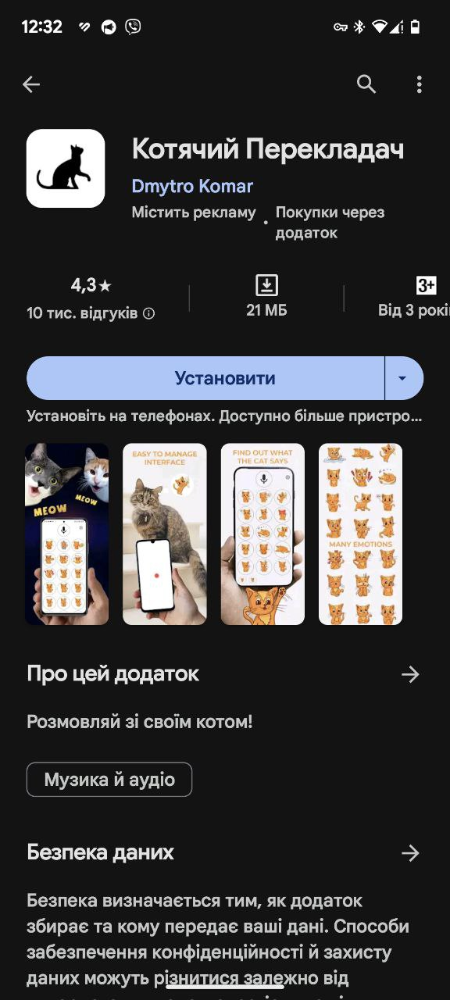 12:32
Котячий Перекладач
Dmytro Komar
Містить рекламу · Покупки через
додаток
4,3★
10 тис. відгуків
21 МБ
3+
Від 3 рокі
Установити
Установіть на телефонах. Доступно більше пристро...
MEOW
MEOW
EASY TO MANAGE
INTERFACE
FIND OUT WHAT
THE CAT SAYS
MANY EMOTIONS
Про цей додаток
Розмовляй зі своїм котом!
Музика й аудіо
Безпека даних
Безпека визначається тим, як додаток
збирає та кому передає ваші дані. Способи
забезпечення конфіденційності й захисту
даних можуть різнитися залежно від